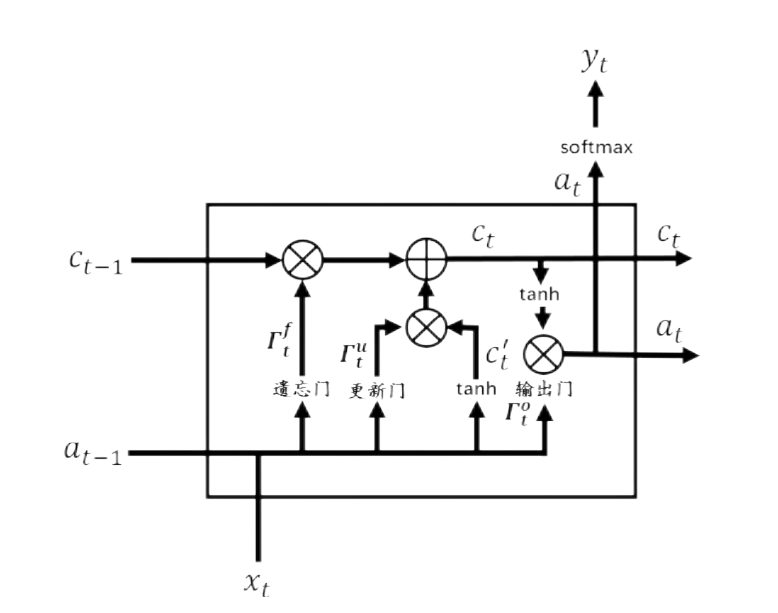 y_t
softmax
a_t
c_{t-1}
c_t
c_t
tanh
a_t
Γ_t^f
Γ_t^u
c_t'
遗忘门
更新门
tanh
输出门
Γ_t^o
a_{t-1}
x_t